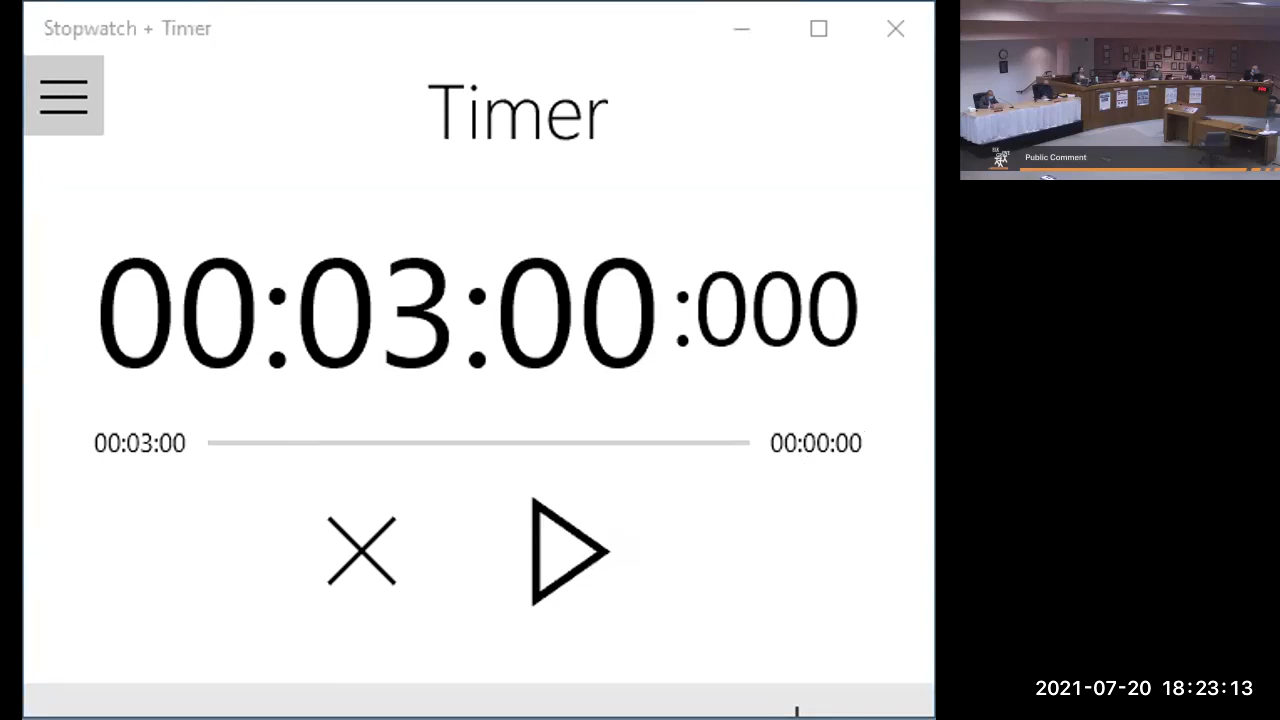 Stopwatch + Timer
Timer
00:03:00:000
00:03:00
00:00:00
Public Comment
2021-07-20 18:23:13